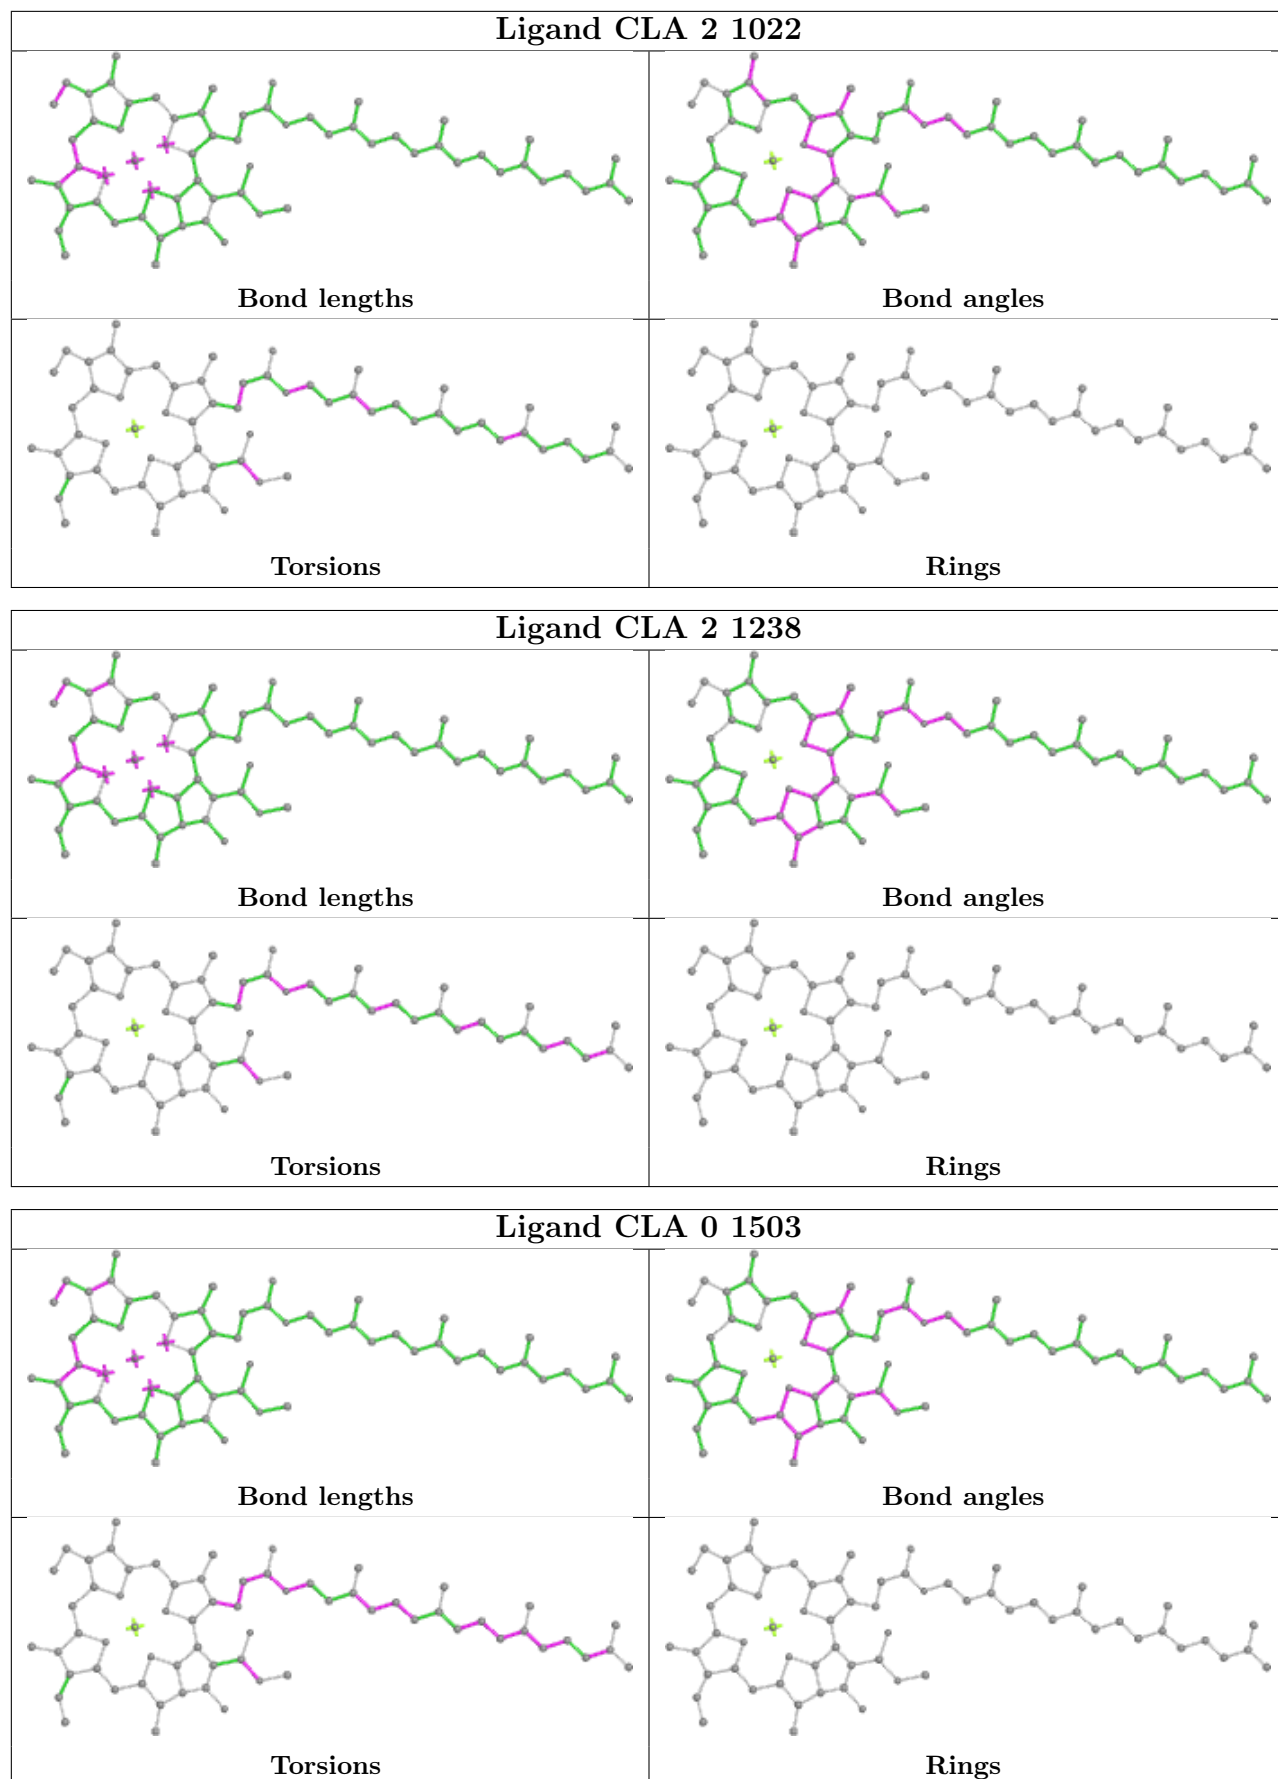 Ligand CLA 2 1022
Bond lengths
Bond angles
Torsions
Rings
Ligand CLA 2 1238
Bond lengths
Bond angles
Torsions
Rings
Ligand CLA 0 1503
Bond lengths
Bond angles
Torsions
Rings